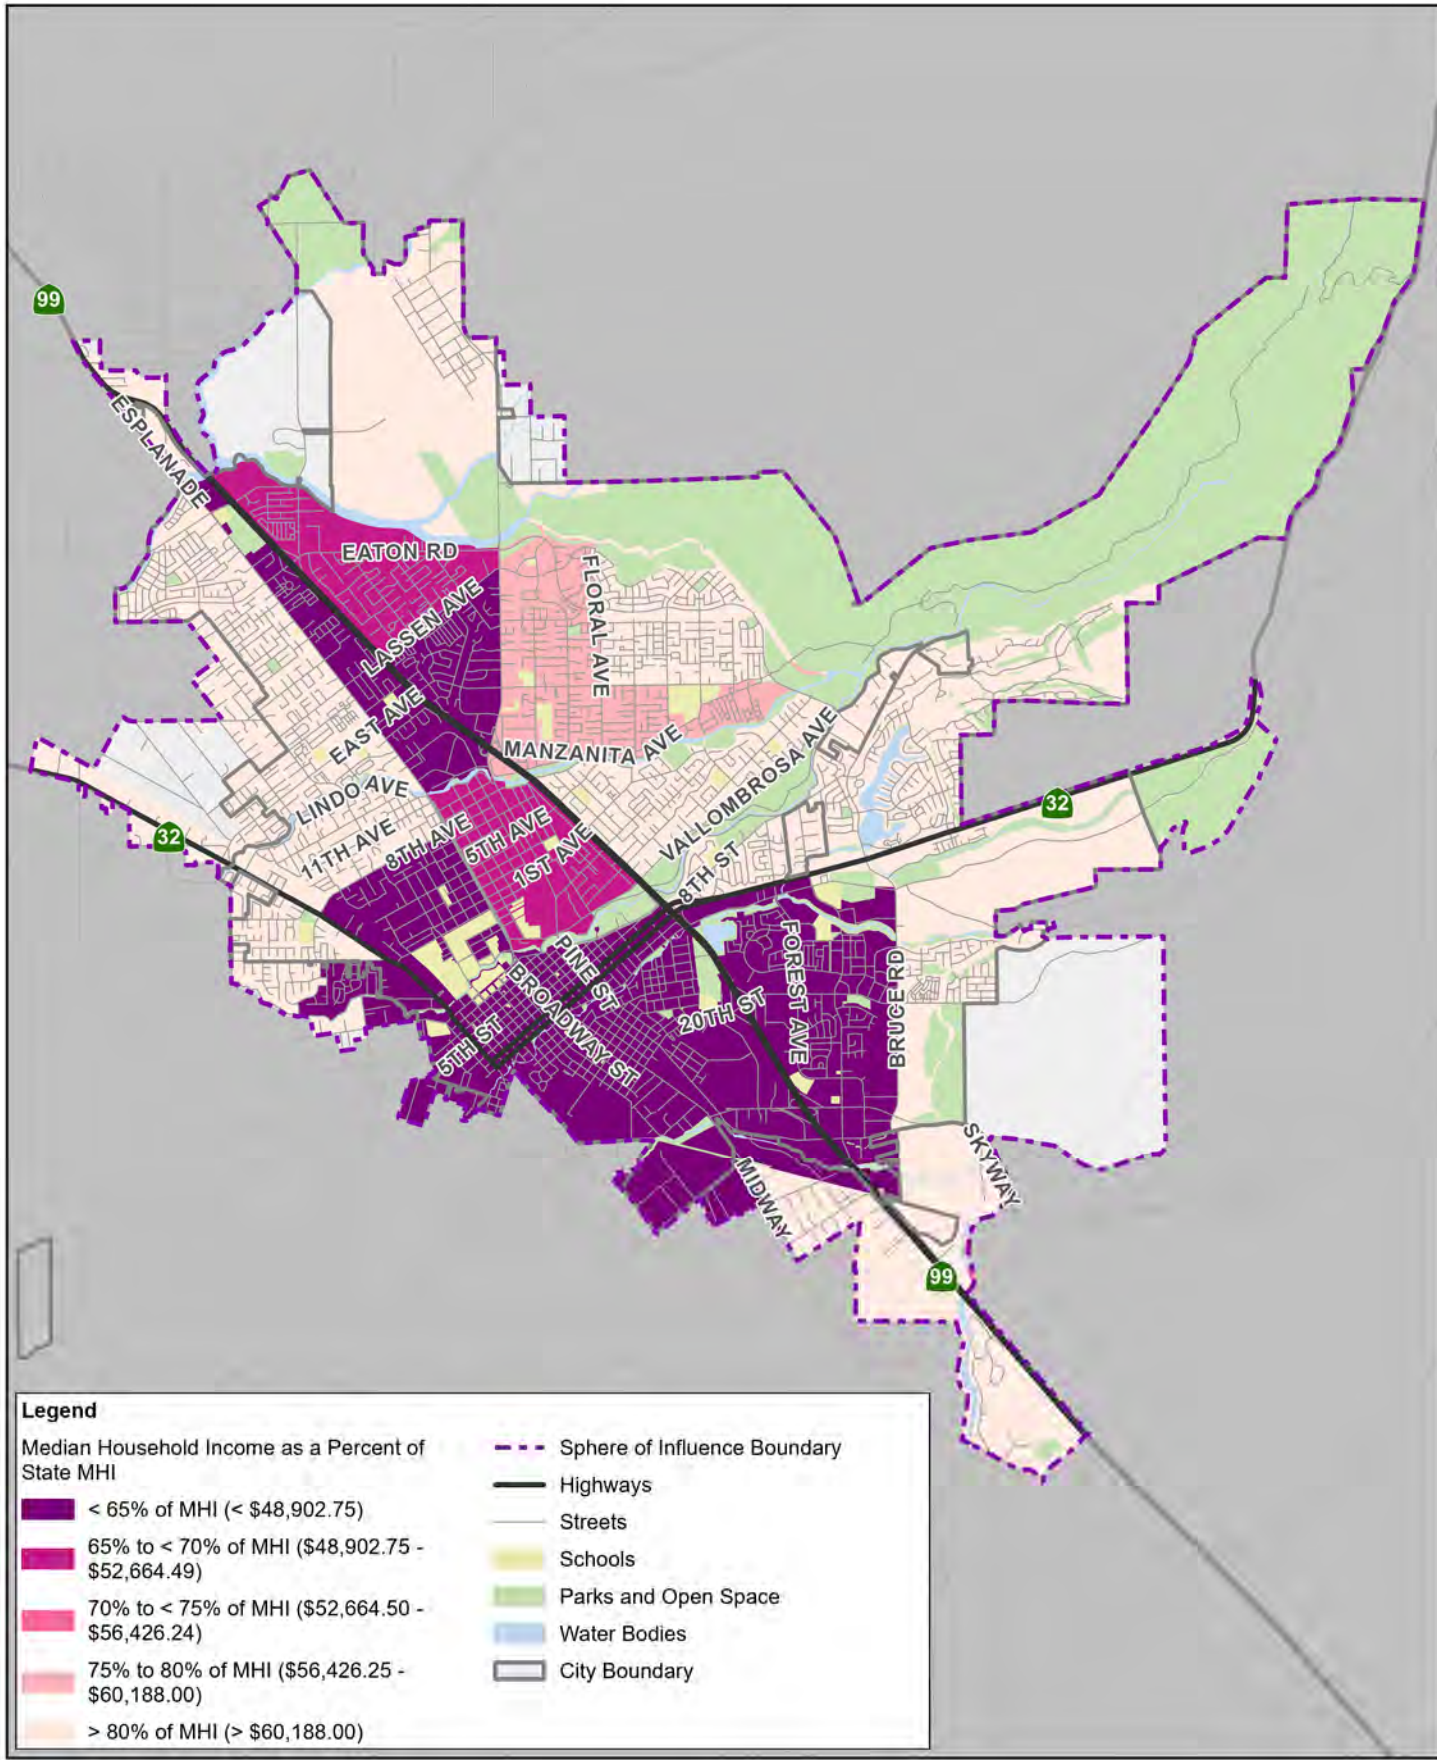 99
ESPLANADE
EATON RD
FLORAL AVE
LASSEN AVE
EAST AVE
MANZANITA AVE
VALLOMBROSA AVE
LINDO AVE
32
32
11TH AVE
8TH AVE
5TH AVE
1ST AVE
8TH ST
PINE ST
BROADWAY ST
FOREST AVE
BRUCE RD
20TH ST
5TH ST
MIDWAY
SKYWAY
99
Legend
Median Household Income as a Percent of
State MHI
< 65% of MHI (< $48,902.75)
65% to < 70% of MHI ($48,902.75 -
$52,664.49)
70% to < 75% of MHI ($52,664.50 -
$56,426.24)
75% to 80% of MHI ($56,426.25 -
$60,188.00)
> 80% of MHI (> $60,188.00)
Sphere of Influence Boundary
Highways
Streets
Schools
Parks and Open Space
Water Bodies
City Boundary